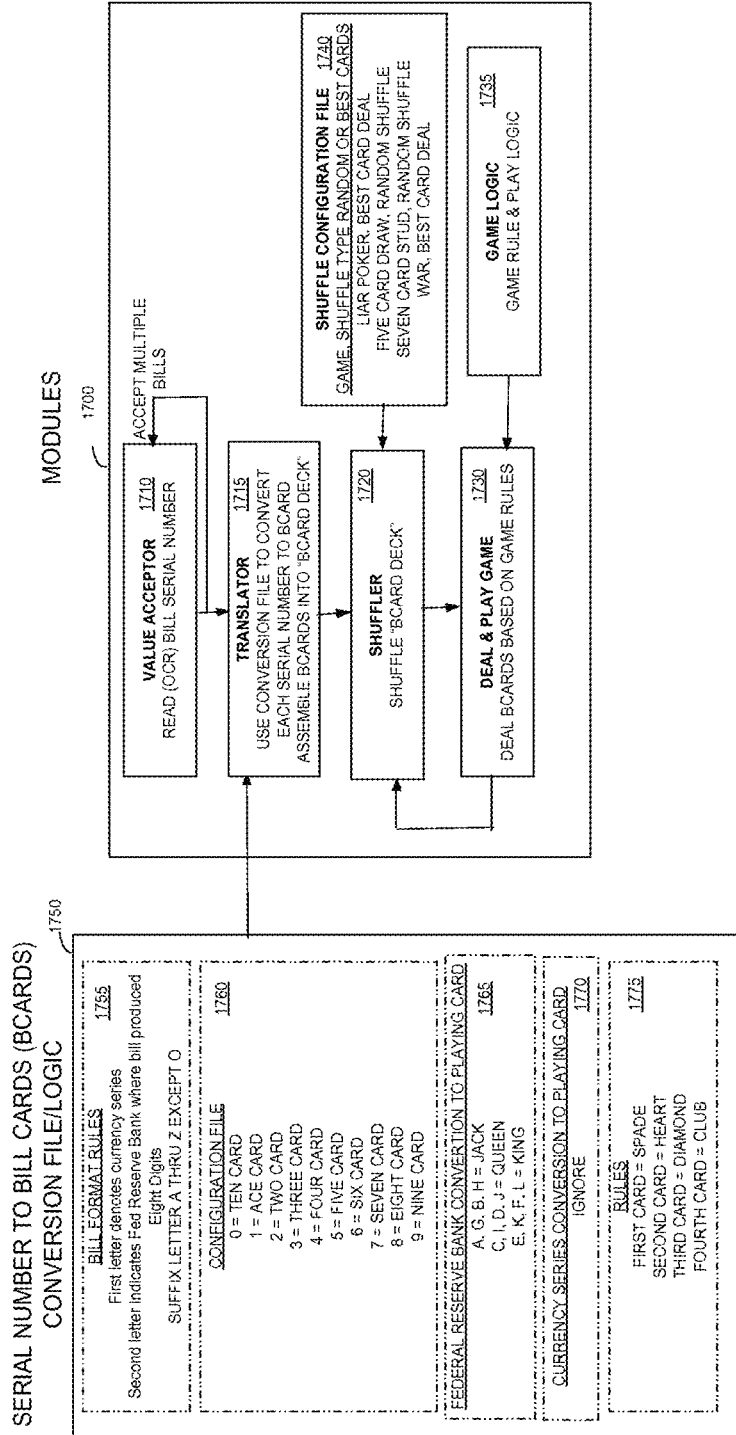 SERIAL NUMBER TO BILL CARDS (BCARDS)
CONVERSION FILE/LOGIC
1750
BILL FORMAT RULES
1755
First letter denotes currency series
Second letter indicates Fed Reserve Bank where bill produced
Eight Digits
SUFFIX LETTER A THRU Z EXCEPT O
CONFIGURATION FILE
1760
0 = TEN CARD
1 = ACE CARD
2 = TWO CARD
3 = THREE CARD
4 = FOUR CARD
5 = FIVE CARD
6 = SIX CARD
7 = SEVEN CARD
8 = EIGHT CARD
9 = NINE CARD
FEDERAL RESERVE BANK CONVERTION TO PLAYING CARD
A, G, B, H = JACK
1765
C, I, D, J = QUEEN
E, K, F, L = KING
CURRENCY SERIES CONVERSION TO PLAYING CARD
IGNORE
1770
RULES
1775
FIRST CARD = SPADE
SECOND CARD = HEART
THIRD CARD = DIAMOND
FOURTH CARD = CLUB
MODULES
1700
VALUE ACCEPTOR
1710
READ (OCR) BILL SERIAL NUMBER
ACCEPT MULTIPLE
BILLS
TRANSLATOR
1715
USE CONVERSION FILE TO CONVERT
EACH SERIAL NUMBER TO BCARD
ASSEMBLE BCARDS INTO "BCARD DECK"
SHUFFLER
1720
SHUFFLE "BCARD DECK"
SHUFFLE CONFIGURATION FILE
1740
GAME, SHUFFLE TYPE RANDOM OR BEST CARDS
LIAR POKER, BEST CARD DEAL
FIVE CARD DRAW, RANDOM SHUFFLE
SEVEN CARD STUD, RANDOM SHUFFLE
WAR, BEST CARD DEAL
DEAL & PLAY GAME
1730
DEAL BCARDS BASED ON GAME RULES
GAME LOGIC
1735
GAME RULE & PLAY LOGIC